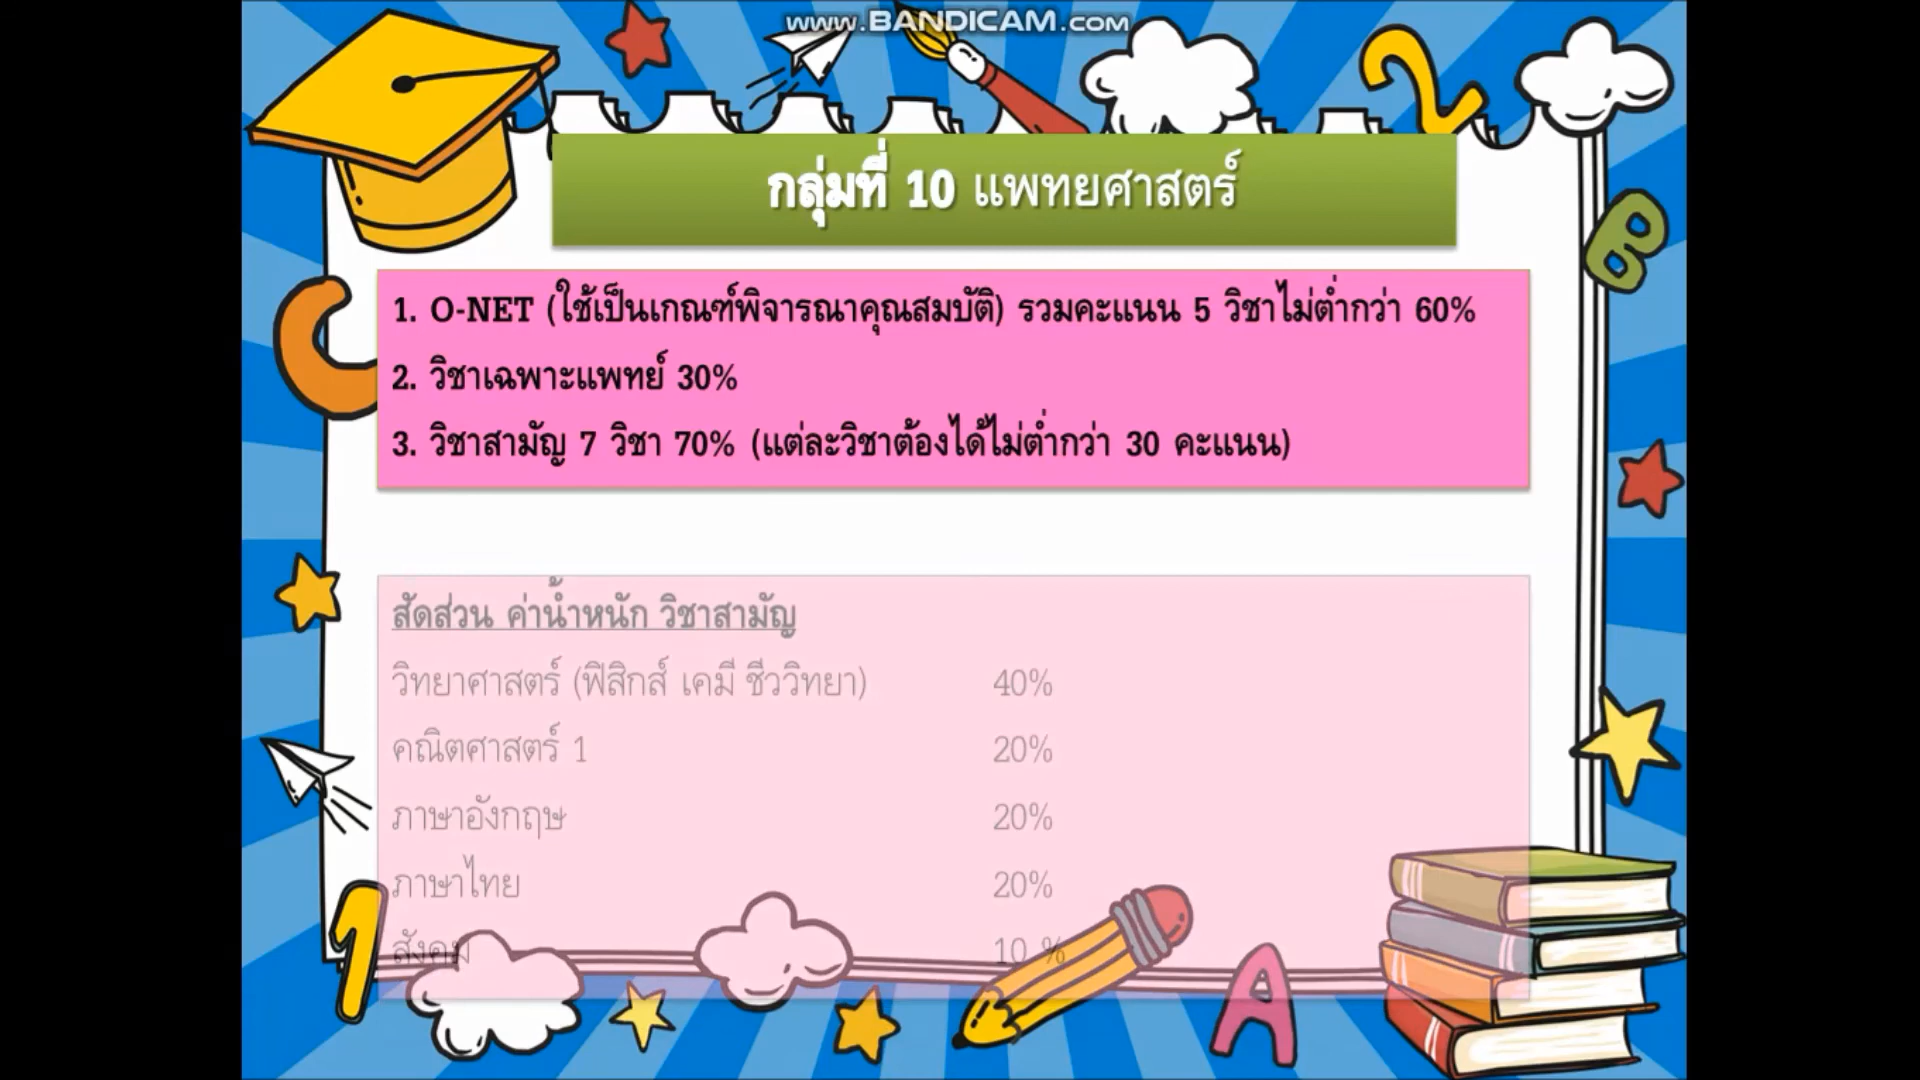 www.BANDICAM.com
2
กลุ่มที่ 10 แพทยศาสตร์
B
C
1. O-NET (ใช้เป็นเกณฑ์พิจารณาคุณสมบัติ) รวมคะแนน 5 วิชาไม่ต่ำกว่า 60%
2. วิชาเฉพาะแพทย์ 30%
3. วิชาสามัญ 7 วิชา 70% (แต่ละวิชาต้องได้ไม่ต่ำกว่า 30 คะแนน)
สัดส่วน ค่าน้ำหนัก วิชาสามัญ
วิทยาศาสตร์ (ฟิสิกส์ เคมี ชีววิทยา) 40%
คณิตศาสตร์ 1 20%
ภาษาอังกฤษ 20%
ภาษาไทย 20%
สังคม 10 %
1
A